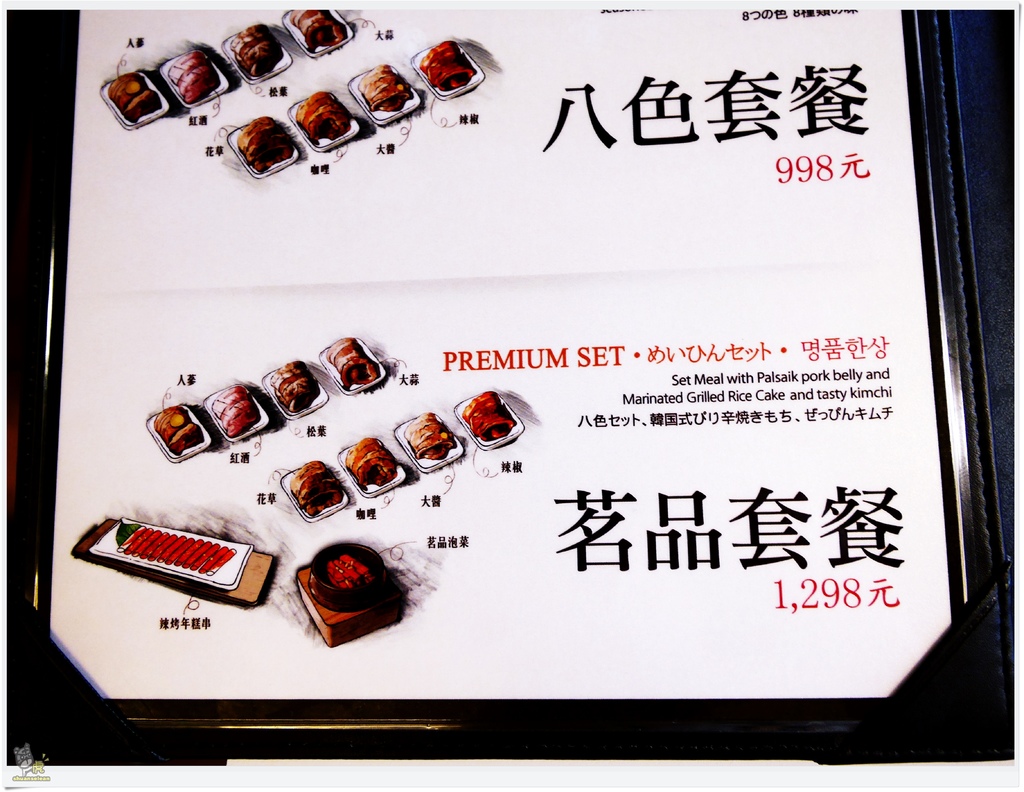 8つの色 8種類の味
人蔘
大蒜
松葉
紅酒
辣椒
花草
大醬
咖哩
八色套餐
998元
PREMIUM SET・めいひんセット・명품한상
Set Meal with Palsaik pork belly and
Marinated Grilled Rice Cake and tasty kimchi
八色セット、韓国式ぴり辛焼きもち、ぜっぴんキムチ
人蔘
大蒜
松葉
紅酒
辣椒
花草
大醬
咖哩
茗品泡菜
辣烤年糕串
茗品套餐
1,298元